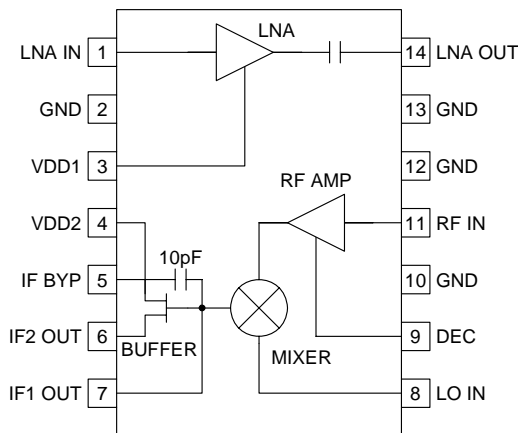 LNA
LNA IN 1
14 LNA OUT
GND 2
13 GND
VDD1 3
12 GND
RF AMP
VDD2 4
11 RF IN
10pF
IF BYP 5
10 GND
IF2 OUT 6
BUFFER
MIXER
9 DEC
IF1 OUT 7
8 LO IN